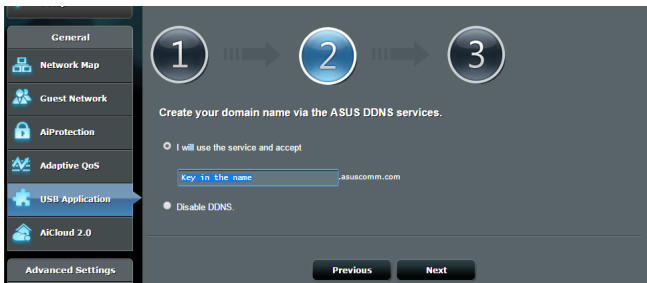 General
Network Map
Guest Network
AiProtection
Adaptive QoS
USB Application
AiCloud 2.0
Advanced Settings
1
2
3
Create your domain name via the ASUS DDNS services.
I will use the service and accept
Key in the name .asuscomm.com
Disable DDNS.
Previous Next